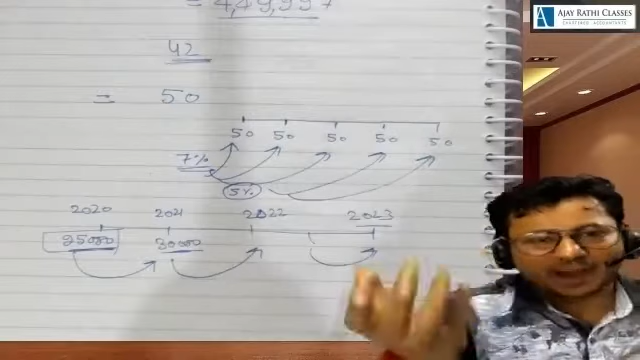 = 4,49,997
42
= 50
50 50 50 50 50
7%
5%
2020 2021 2022 2023
25000 30000
AJAY RATHI CLASSES
CHARTERED ACCOUNTANTS